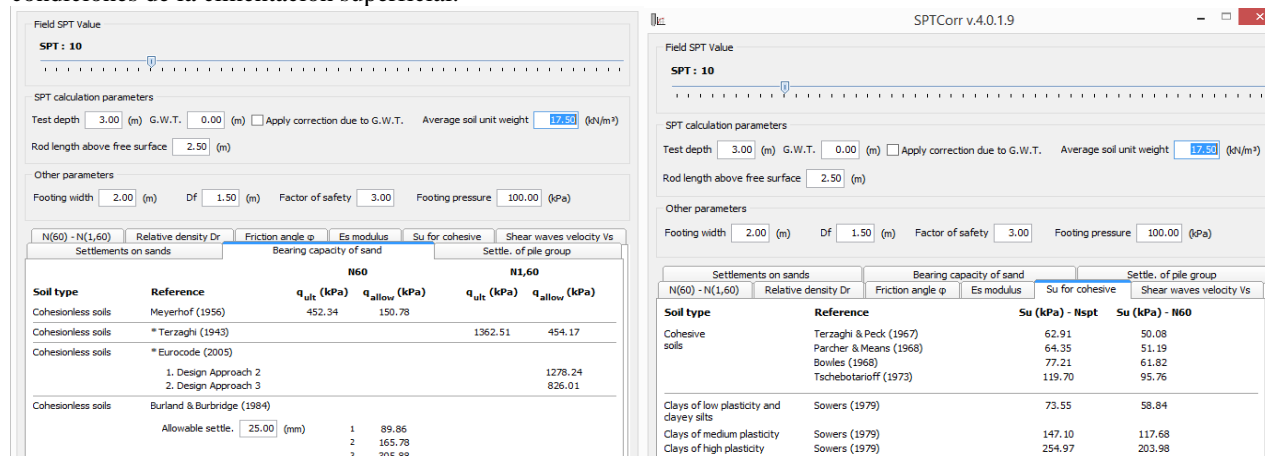 condiciones de la cimentación superficial.
Field SPT Value
SPT : 10
SPT calculation parameters
Test depth 3.00 (m) G.W.T. 0.00 (m) Apply correction due to G.W.T. Average soil unit weight 17.50 (kN/m³)
Rod length above free surface 2.50 (m)
Other parameters
Footing width 2.00 (m) Df 1.50 (m) Factor of safety 3.00 Footing pressure 100.00 (kPa)
N(60) - N(1,60) Relative density Dr Friction angle φ Es modulus Su for cohesive Shear waves velocity Vs
Settlements on sands Bearing capacity of sand Settle. of pile group
N60 N1,60
Soil type Reference qult (kPa) qallow (kPa) qult (kPa) qallow (kPa)
Cohesionless soils Meyerhof (1956) 452.34 150.78
Cohesionless soils * Terzaghi (1943) 1362.51 454.17
Cohesionless soils * Eurocode (2005)
1. Design Approach 2 1278.24
2. Design Approach 3 826.01
Cohesionless soils Burland & Burbridge (1984)
Allowable settle. 25.00 (mm) 1 89.86
2 165.78
3 205.88
SPTCorr v.4.0.1.9
Field SPT Value
SPT : 10
SPT calculation parameters
Test depth 3.00 (m) G.W.T. 0.00 (m) Apply correction due to G.W.T. Average soil unit weight 17.50 (kN/m³)
Rod length above free surface 2.50 (m)
Other parameters
Footing width 2.00 (m) Df 1.50 (m) Factor of safety 3.00 Footing pressure 100.00 (kPa)
Settlements on sands Bearing capacity of sand Settle. of pile group
N(60) - N(1,60) Relative density Dr Friction angle φ Es modulus Su for cohesive Shear waves velocity Vs
Soil type Reference Su (kPa) - Nspt Su (kPa) - N60
Cohesive Terzaghi & Peck (1967) 62.91 50.08
soils Parcher & Means (1968) 64.35 51.19
Bowles (1968) 77.21 61.82
Tschebotarioff (1973) 119.70 95.76
Clays of low plasticity and Sowers (1979) 73.55 58.84
clayey silts
Clays of medium plasticity Sowers (1979) 147.10 117.68
Clays of high plasticity Sowers (1979) 254.97 203.98